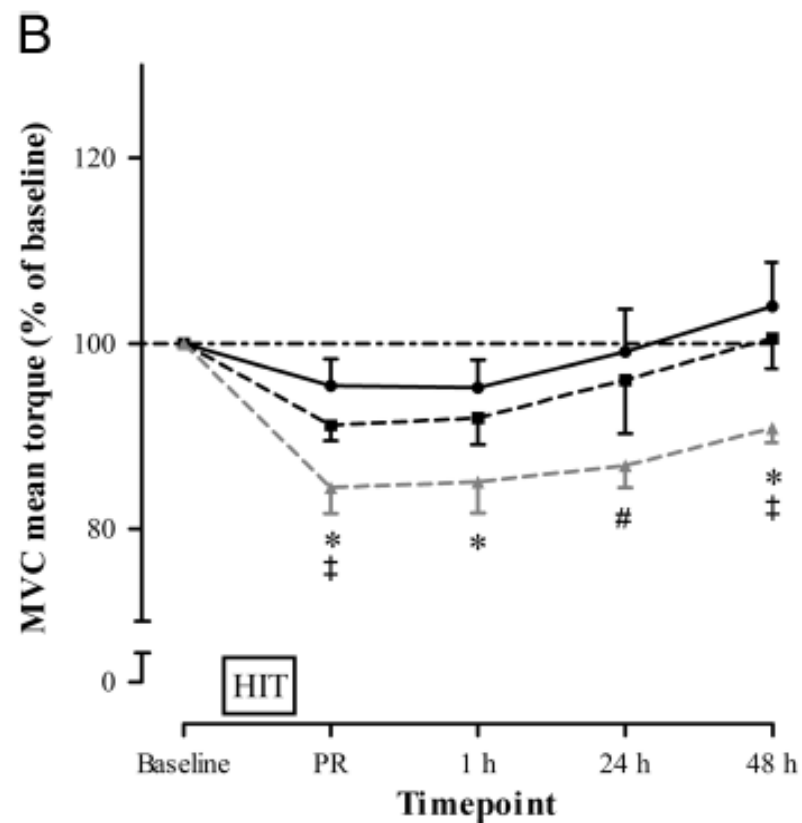 B
MVC mean torque (% of baseline)
120
100
80
0
*
‡
*
#
*
‡
HIT
Baseline PR 1 h 24 h 48 h
Timepoint